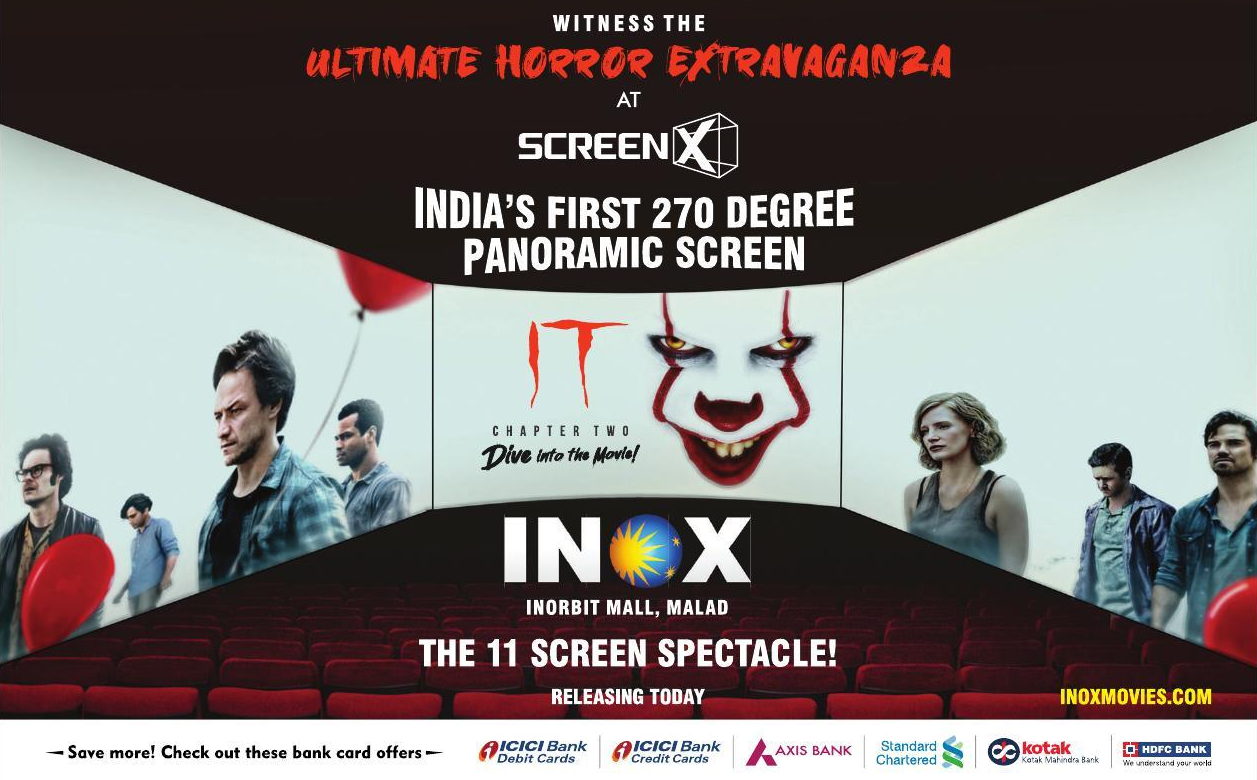 WITNESS THE
ULTIMATE HORROR EXTRAVAGANZA
AT
SCREENX
INDIA'S FIRST 270 DEGREE
PANORAMIC SCREEN
IT
CHAPTER TWO
Dive into the Movie!
INOX
INORBIT MALL, MALAD
THE 11 SCREEN SPECTACLE!
RELEASING TODAY
INOXMOVIES.COM
Save more! Check out these bank card offers
ICICI Bank
Debit Cards
ICICI Bank
Credit Cards
AXIS BANK
Standard
Chartered
kotak
Kotak Mahindra Bank
HDFC BANK
We understand your world